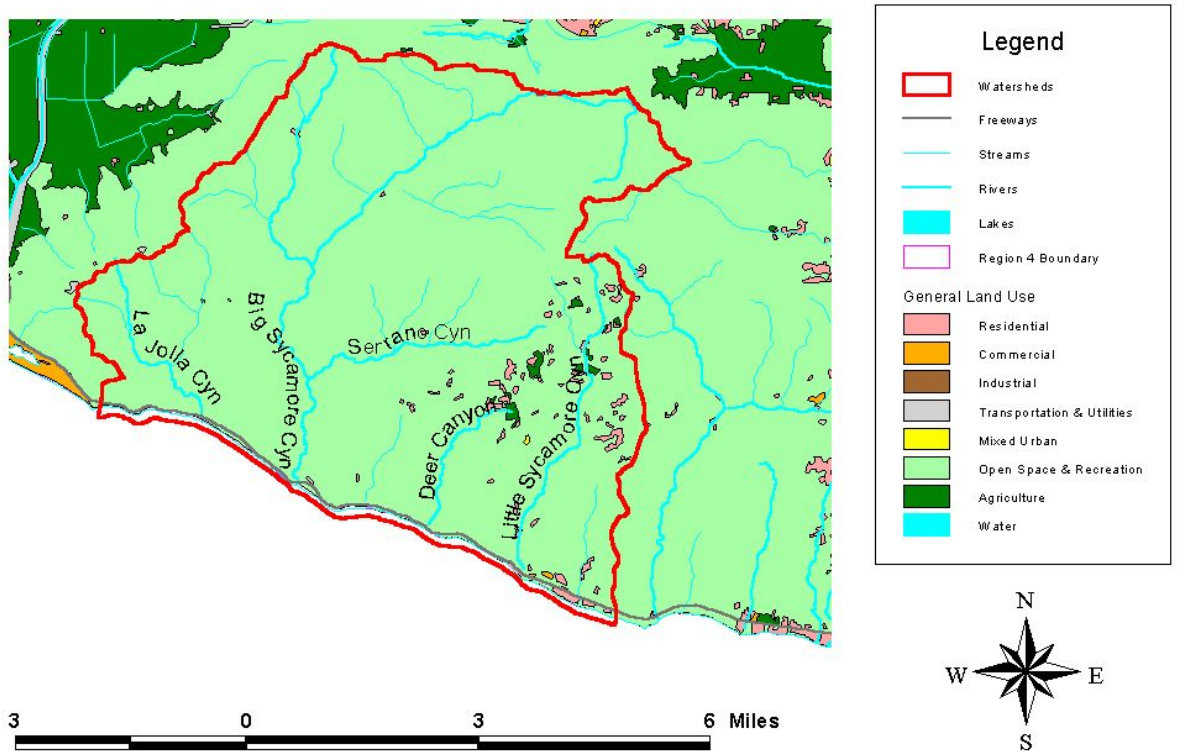 La Jolla Cyn
Big Sycamore Cyn
Serrano Cyn
Deer Canyon
Little Sycamore Cyn
Legend
Watersheds
Freeways
Streams
Rivers
Lakes
Region 4 Boundary
General Land Use
Residential
Commercial
Industrial
Transportation & Utilities
Mixed Urban
Open Space & Recreation
Agriculture
Water
N
W E
S
3 0 3 6 Miles